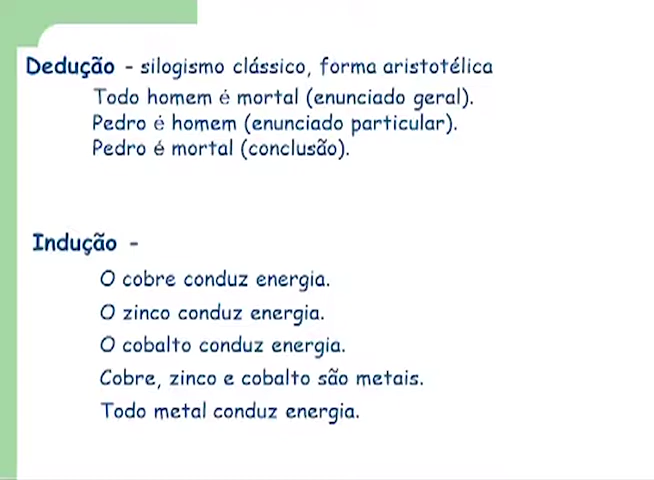 Dedução - silogismo clássico, forma aristotélica
Todo homem é mortal (enunciado geral).
Pedro é homem (enunciado particular).
Pedro é mortal (conclusão).
Indução -
O cobre conduz energia.
O zinco conduz energia.
O cobalto conduz energia.
Cobre, zinco e cobalto são metais.
Todo metal conduz energia.